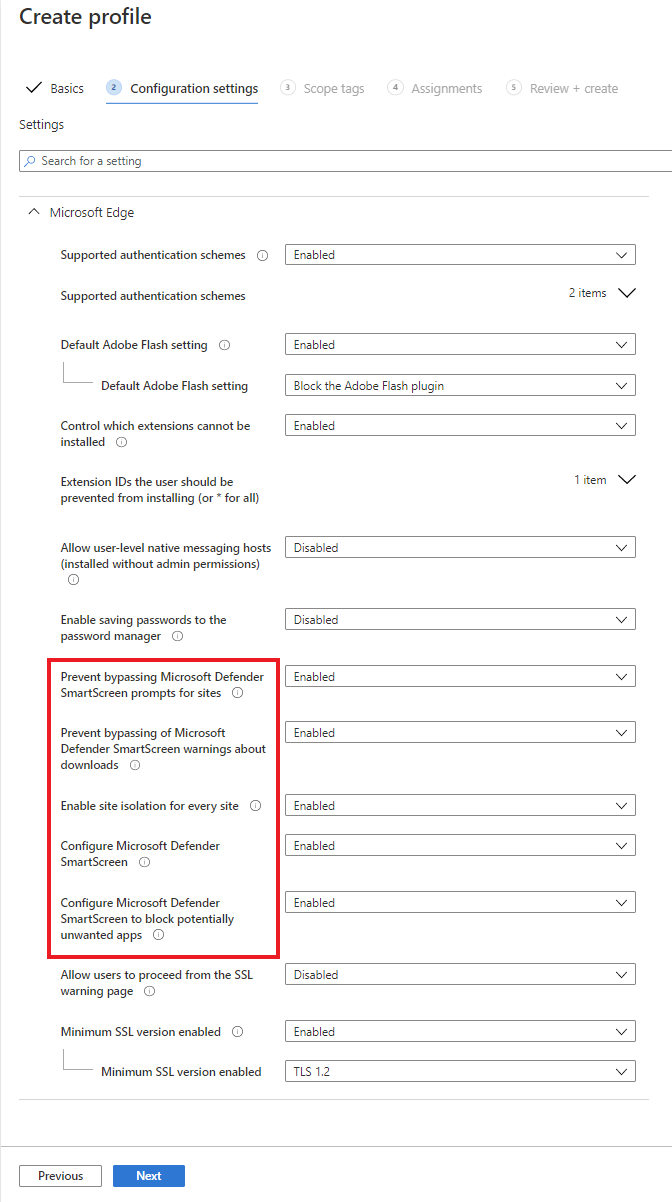 Create profile
Basics
2 Configuration settings
3 Scope tags
4 Assignments
5 Review + create
Settings
Search for a setting
Microsoft Edge
Supported authentication schemes
Enabled
Supported authentication schemes
2 items
Default Adobe Flash setting
Enabled
Default Adobe Flash setting
Block the Adobe Flash plugin
Control which extensions cannot be
installed
Enabled
Extension IDs the user should be
prevented from installing (or * for all)
1 item
Allow user-level native messaging hosts
(installed without admin permissions)
Disabled
Enable saving passwords to the
password manager
Disabled
Prevent bypassing Microsoft Defender
SmartScreen prompts for sites
Enabled
Prevent bypassing of Microsoft
Defender SmartScreen warnings about
downloads
Enabled
Enable site isolation for every site
Enabled
Configure Microsoft Defender
SmartScreen
Enabled
Configure Microsoft Defender
SmartScreen to block potentially
unwanted apps
Enabled
Allow users to proceed from the SSL
warning page
Disabled
Minimum SSL version enabled
Enabled
Minimum SSL version enabled
TLS 1.2
Previous
Next